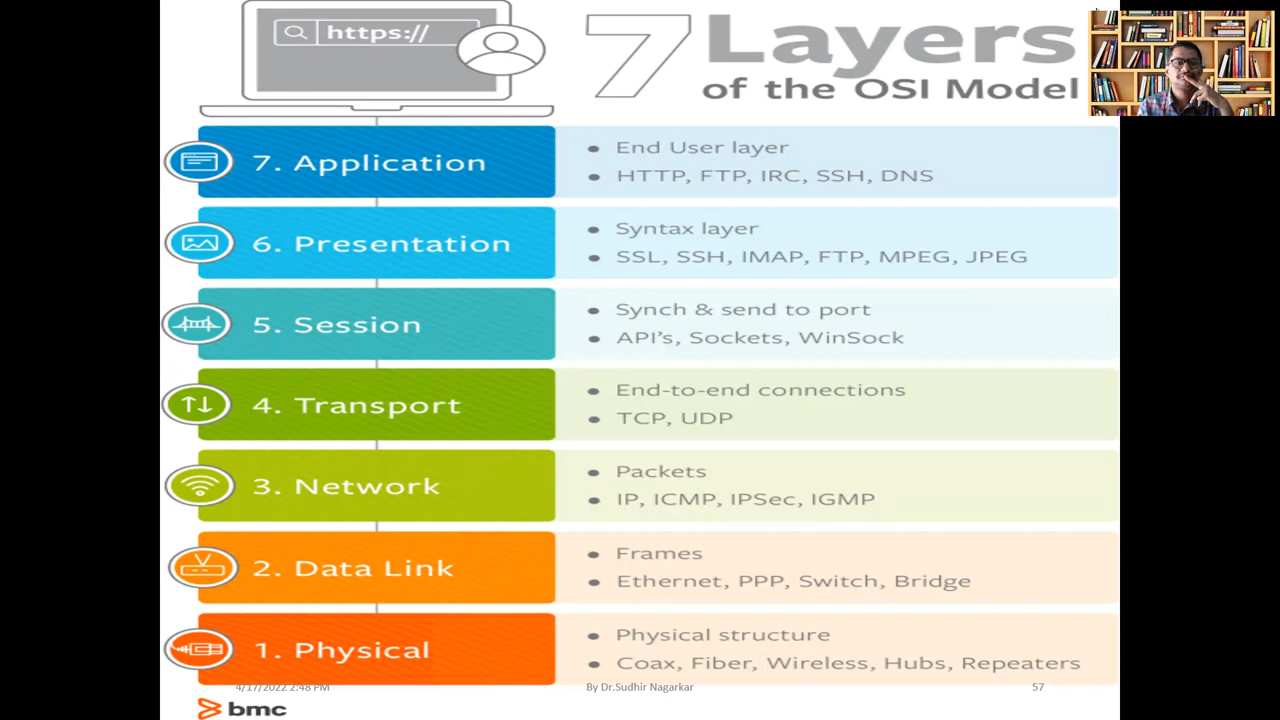 https://
7 Layers
of the OSI Model
7. Application
End User layer
HTTP, FTP, IRC, SSH, DNS
6. Presentation
Syntax layer
SSL, SSH, IMAP, FTP, MPEG, JPEG
5. Session
Synch & send to port
API's, Sockets, WinSock
4. Transport
End-to-end connections
TCP, UDP
3. Network
Packets
IP, ICMP, IPSec, IGMP
2. Data Link
Frames
Ethernet, PPP, Switch, Bridge
1. Physical
Physical structure
Coax, Fiber, Wireless, Hubs, Repeaters
4/17/2022 2:48 PM
By Dr.Sudhir Nagarkar
57
bmc